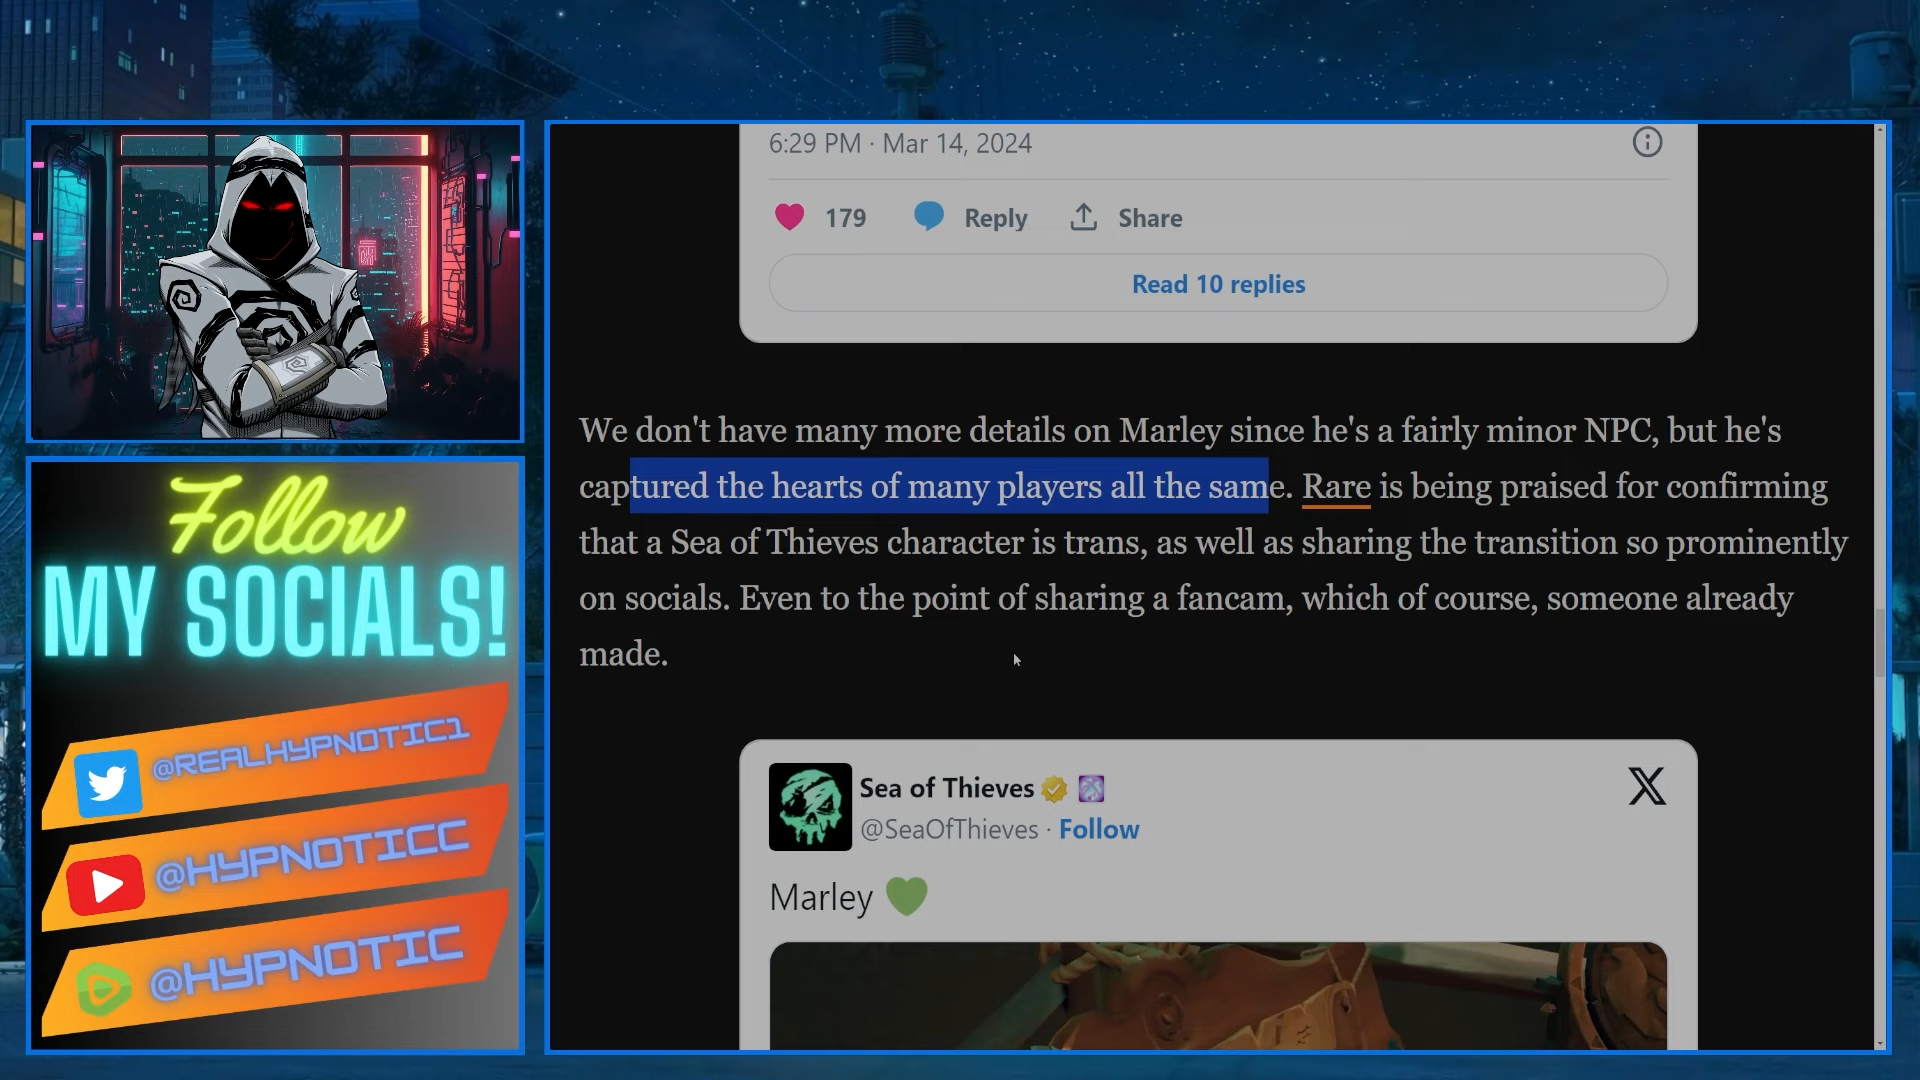 6:29 PM · Mar 14, 2024
179 Reply Share
Read 10 replies
We don't have many more details on Marley since he's a fairly minor NPC, but he's
captured the hearts of many players all the same. Rare is being praised for confirming
that a Sea of Thieves character is trans, as well as sharing the transition so prominently
on socials. Even to the point of sharing a fancam, which of course, someone already
made.
Sea of Thieves
@SeaOfThieves · Follow
Marley
Follow
MY SOCIALS!
@REALHYPNOTIC1
@HYPNOTICC
@HYPNOTIC